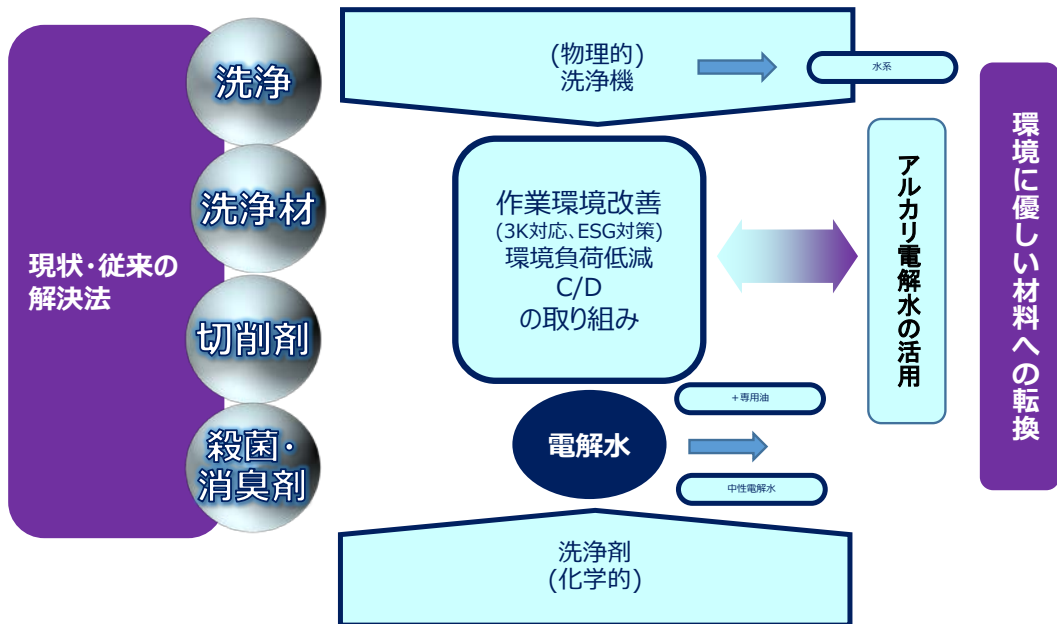 現状・従来の
解決法
洗浄
洗浄材
切削剤
殺菌・
消臭剤
(物理的)
洗浄機
水系
作業環境改善
(3K対応、ESG対策)
環境負荷低減
C/D
の取り組み
アルカリ電解水の活用
電解水
+専用油
中性電解水
洗浄剤
(化学的)
環境に優しい材料への転換